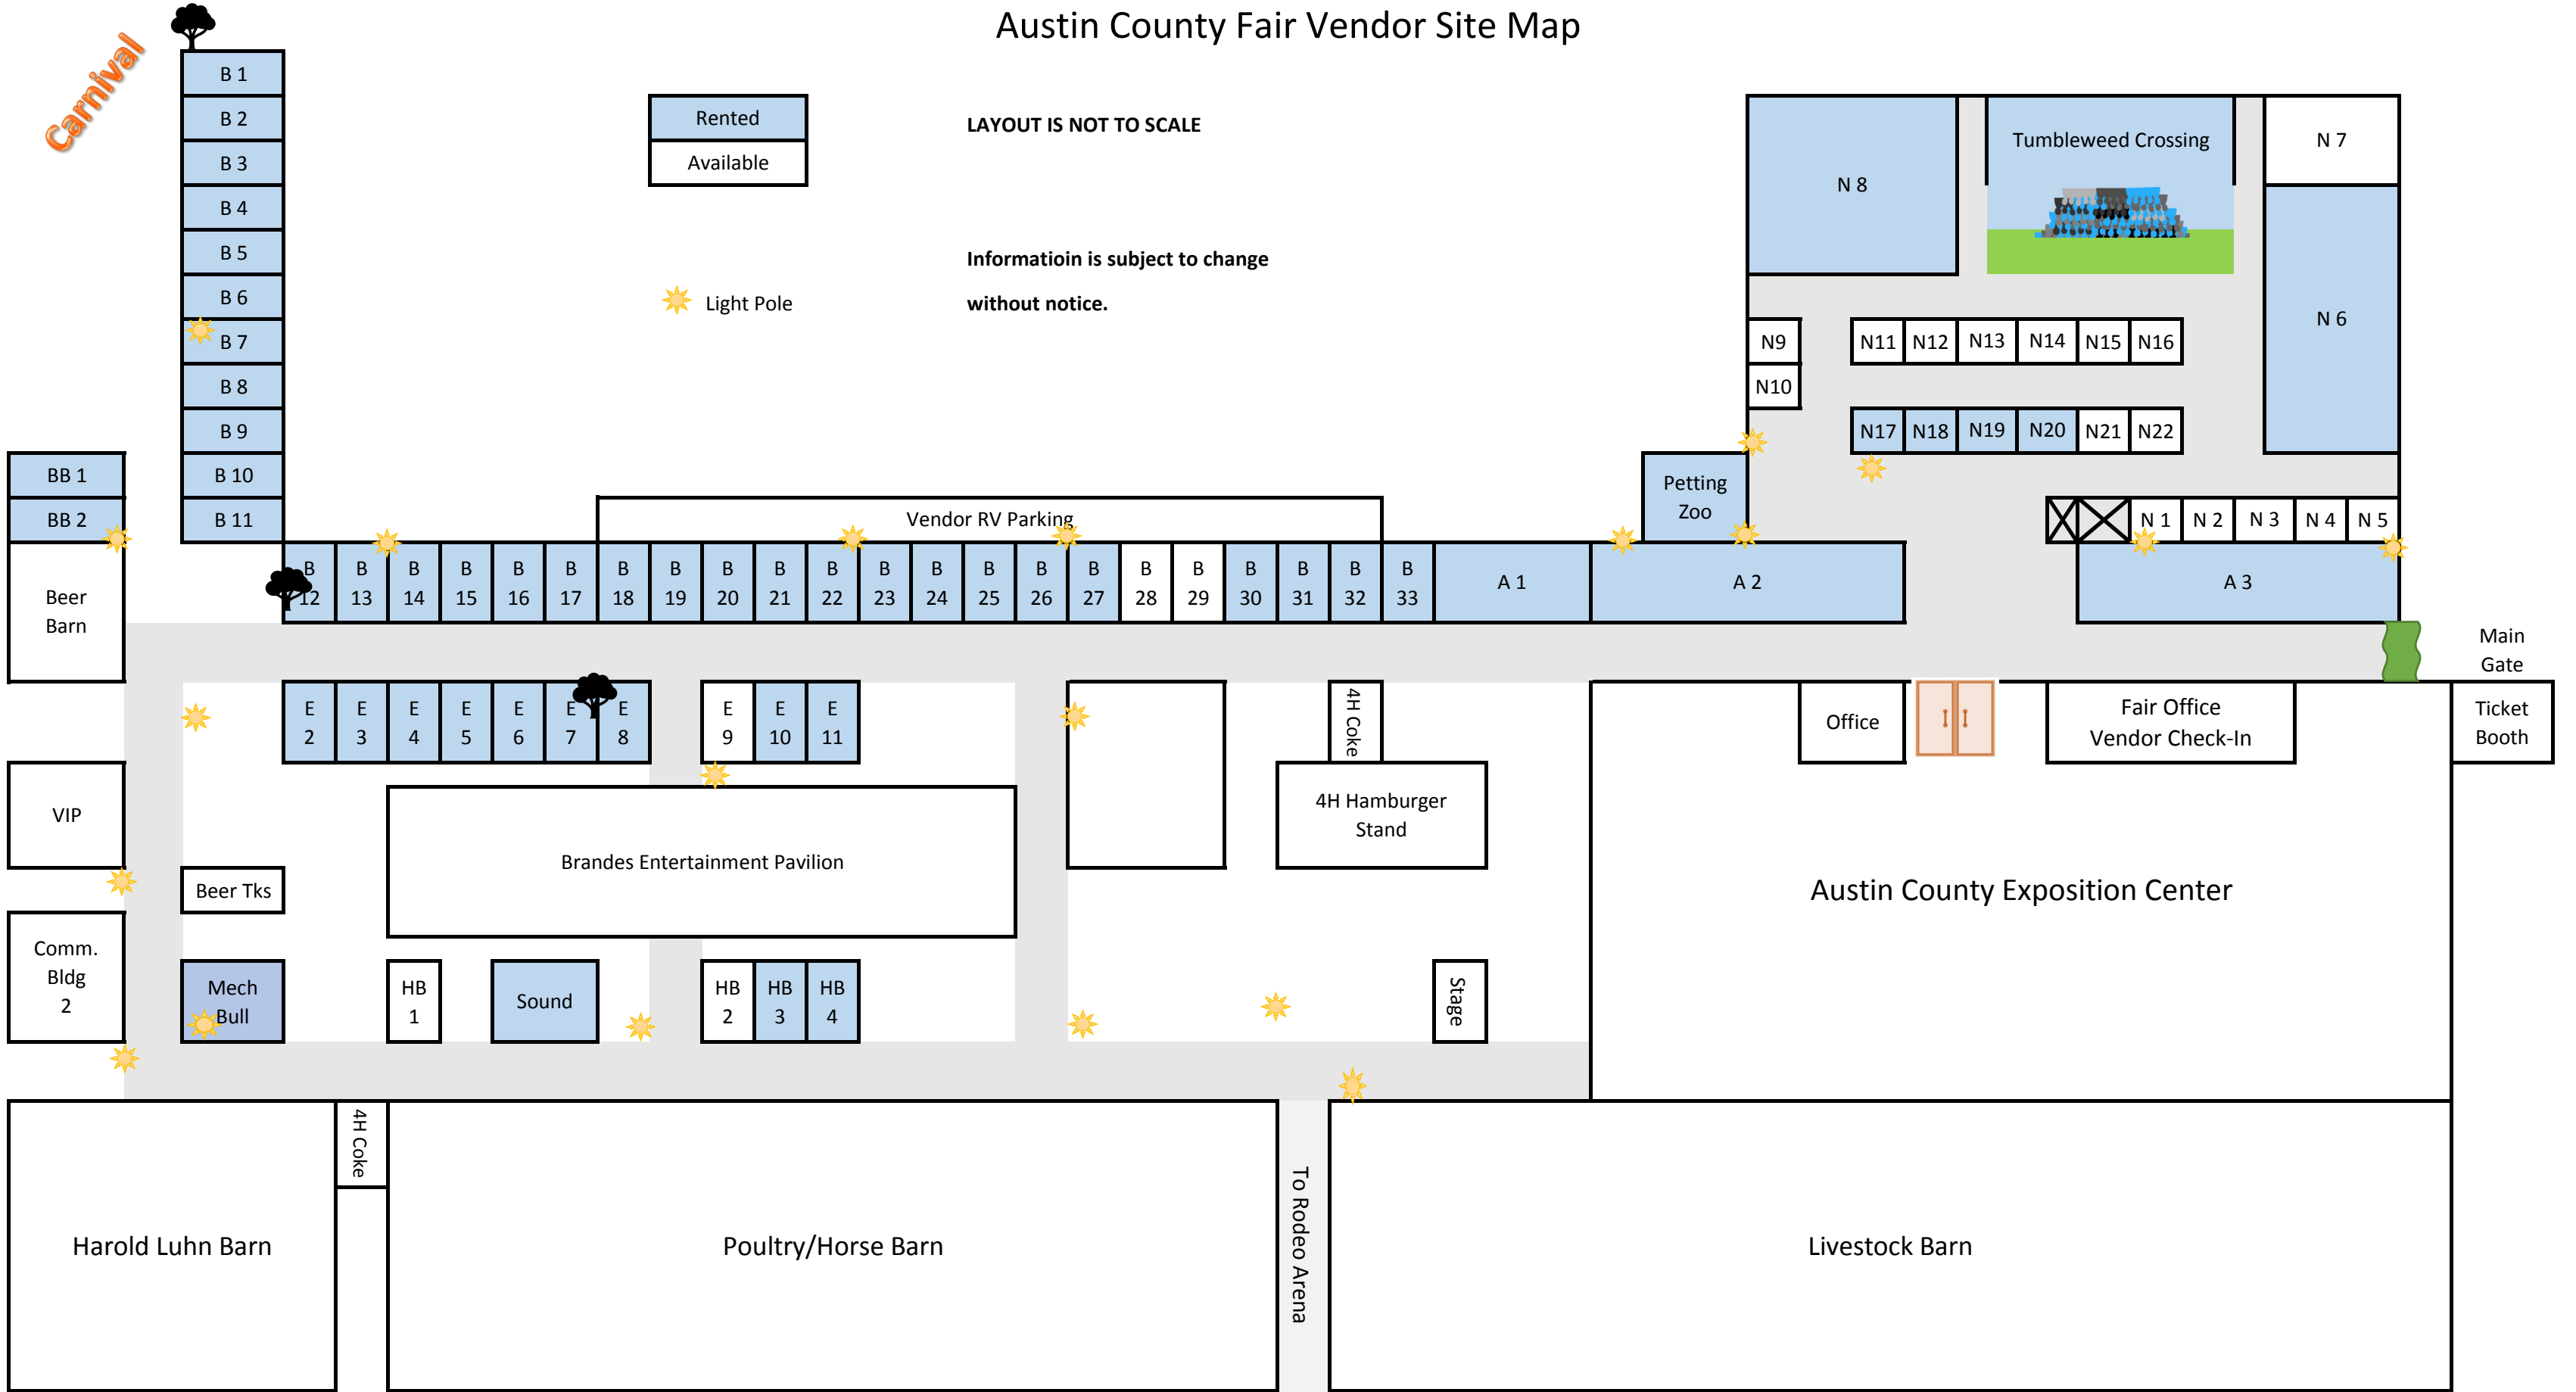 Austin County Fair Vendor Site Map
Carnival
B 1
B 2
B 3
B 4
B 5
B 6
B 7
B 8
B 9
B 10
B 11
Rented
Available
Light Pole
LAYOUT IS NOT TO SCALE
Informatioin is subject to change
without notice.
N 8
Tumbleweed Crossing
N 7
N 6
N9
N10
N11
N12
N13
N14
N15
N16
N17
N18
N19
N20
N21
N22
Petting
Zoo
N 1
N 2
N 3
N 4
N 5
BB 1
BB 2
Beer
Barn
Vendor RV Parking
B
12
B
13
B
14
B
15
B
16
B
17
B
18
B
19
B
20
B
21
B
22
B
23
B
24
B
25
B
26
B
27
B
28
B
29
B
30
B
31
B
32
B
33
A 1
A 2
A 3
Main
Gate
E
2
E
3
E
4
E
5
E
6
E
7
E
8
E
9
E
10
E
11
4H Coke
4H Hamburger
Stand
Office
Fair Office
Vendor Check-In
Ticket
Booth
VIP
Beer Tks
Brandes Entertainment Pavilion
Austin County Exposition Center
Comm.
Bldg
2
Mech
Bull
HB
1
Sound
HB
2
HB
3
HB
4
Stage
Harold Luhn Barn
4H Coke
Poultry/Horse Barn
To Rodeo Arena
Livestock Barn